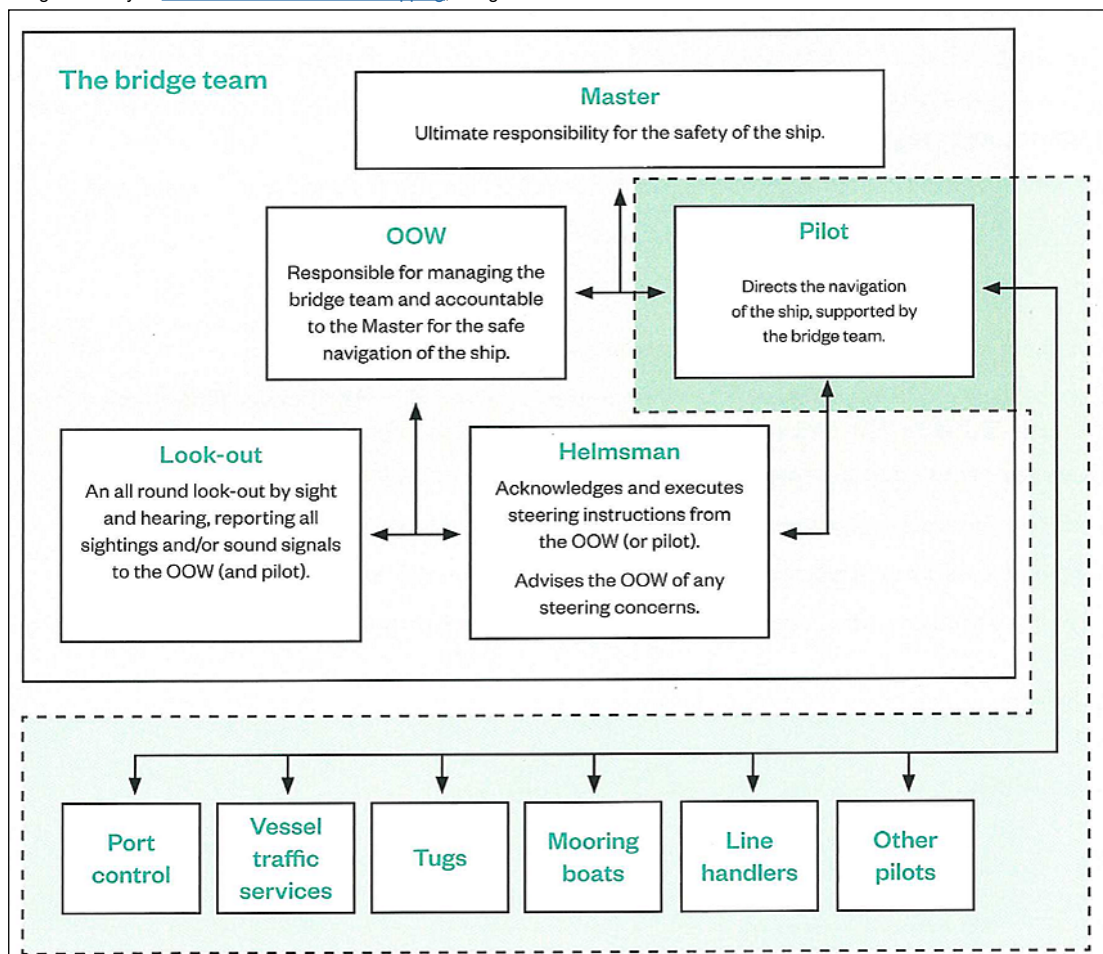 The bridge team
Master
Ultimate responsibility for the safety of the ship.
OOW
Responsible for managing the
bridge team and accountable
to the Master for the safe
navigation of the ship.
Pilot
Directs the navigation
of the ship, supported by
the bridge team.
Look-out
An all round look-out by sight
and hearing, reporting all
sightings and/or sound signals
to the OOW (and pilot).
Helmsman
Acknowledges and executes
steering instructions from
the OOW (or pilot).
Advises the OOW of any
steering concerns.
Port
control
Vessel
traffic
services
Tugs
Mooring
boats
Line
handlers
Other
pilots